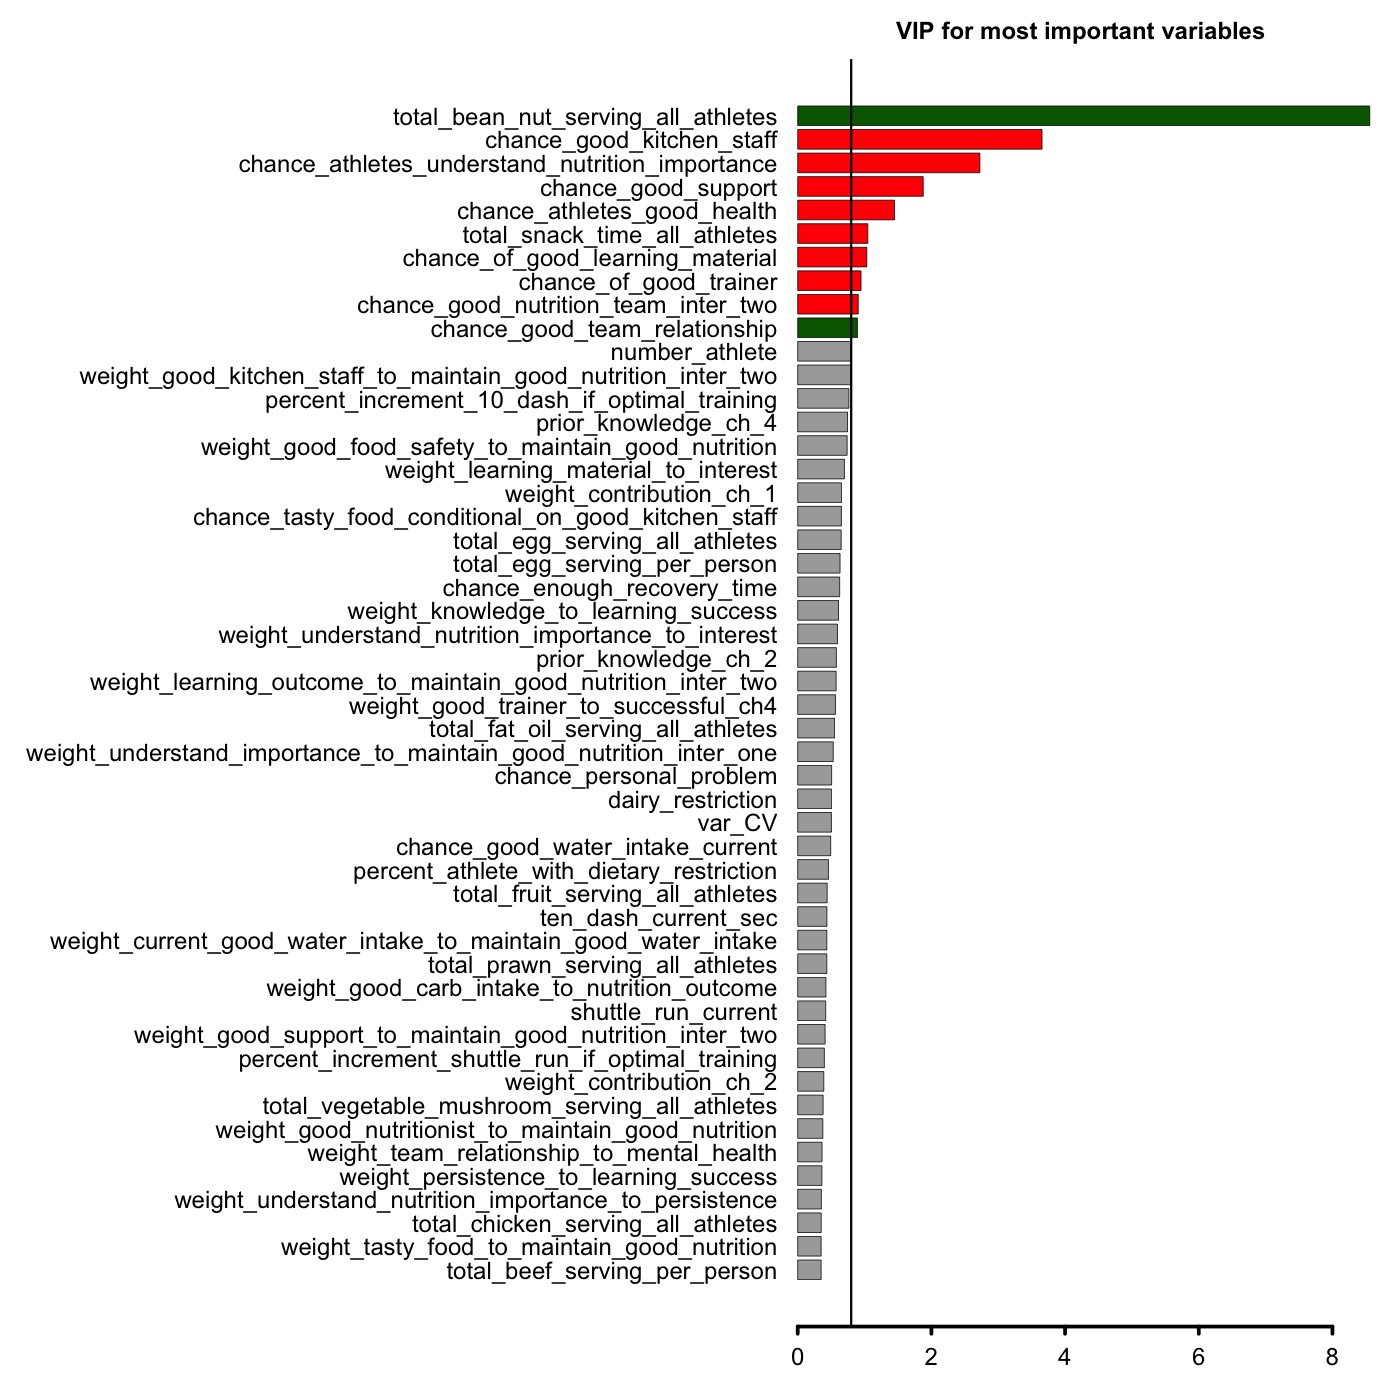 VIP for most important variables
total_bean_nut_serving_all_athletes
chance_good_kitchen_staff
chance_athletes_understand_nutrition_importance
chance_good_support
chance_athletes_good_health
total_snack_time_all_athletes
chance_of_good_learning_material
chance_of_good_trainer
chance_good_nutrition_team_inter_two
chance_good_team_relationship
number_athlete
weight_good_kitchen_staff_to_maintain_good_nutrition_inter_two
percent_increment_10_dash_if_optimal_training
prior_knowledge_ch_4
weight_good_food_safety_to_maintain_good_nutrition
weight_learning_material_to_interest
weight_contribution_ch_1
chance_tasty_food_conditional_on_good_kitchen_staff
total_egg_serving_all_athletes
total_egg_serving_per_person
chance_enough_recovery_time
weight_knowledge_to_learning_success
weight_understand_nutrition_importance_to_interest
prior_knowledge_ch_2
weight_learning_outcome_to_maintain_good_nutrition_inter_two
weight_good_trainer_to_successful_ch4
total_fat_oil_serving_all_athletes
weight_understand_importance_to_maintain_good_nutrition_inter_one
chance_personal_problem
dairy_restriction
var_CV
chance_good_water_intake_current
percent_athlete_with_dietary_restriction
total_fruit_serving_all_athletes
ten_dash_current_sec
weight_current_good_water_intake_to_maintain_good_water_intake
total_prawn_serving_all_athletes
weight_good_carb_intake_to_nutrition_outcome
shuttle_run_current
weight_good_support_to_maintain_good_nutrition_inter_two
percent_increment_shuttle_run_if_optimal_training
weight_contribution_ch_2
total_vegetable_mushroom_serving_all_athletes
weight_good_nutritionist_to_maintain_good_nutrition
weight_team_relationship_to_mental_health
weight_persistence_to_learning_success
weight_understand_nutrition_importance_to_persistence
total_chicken_serving_all_athletes
weight_tasty_food_to_maintain_good_nutrition
total_beef_serving_per_person
0 2 4 6 8